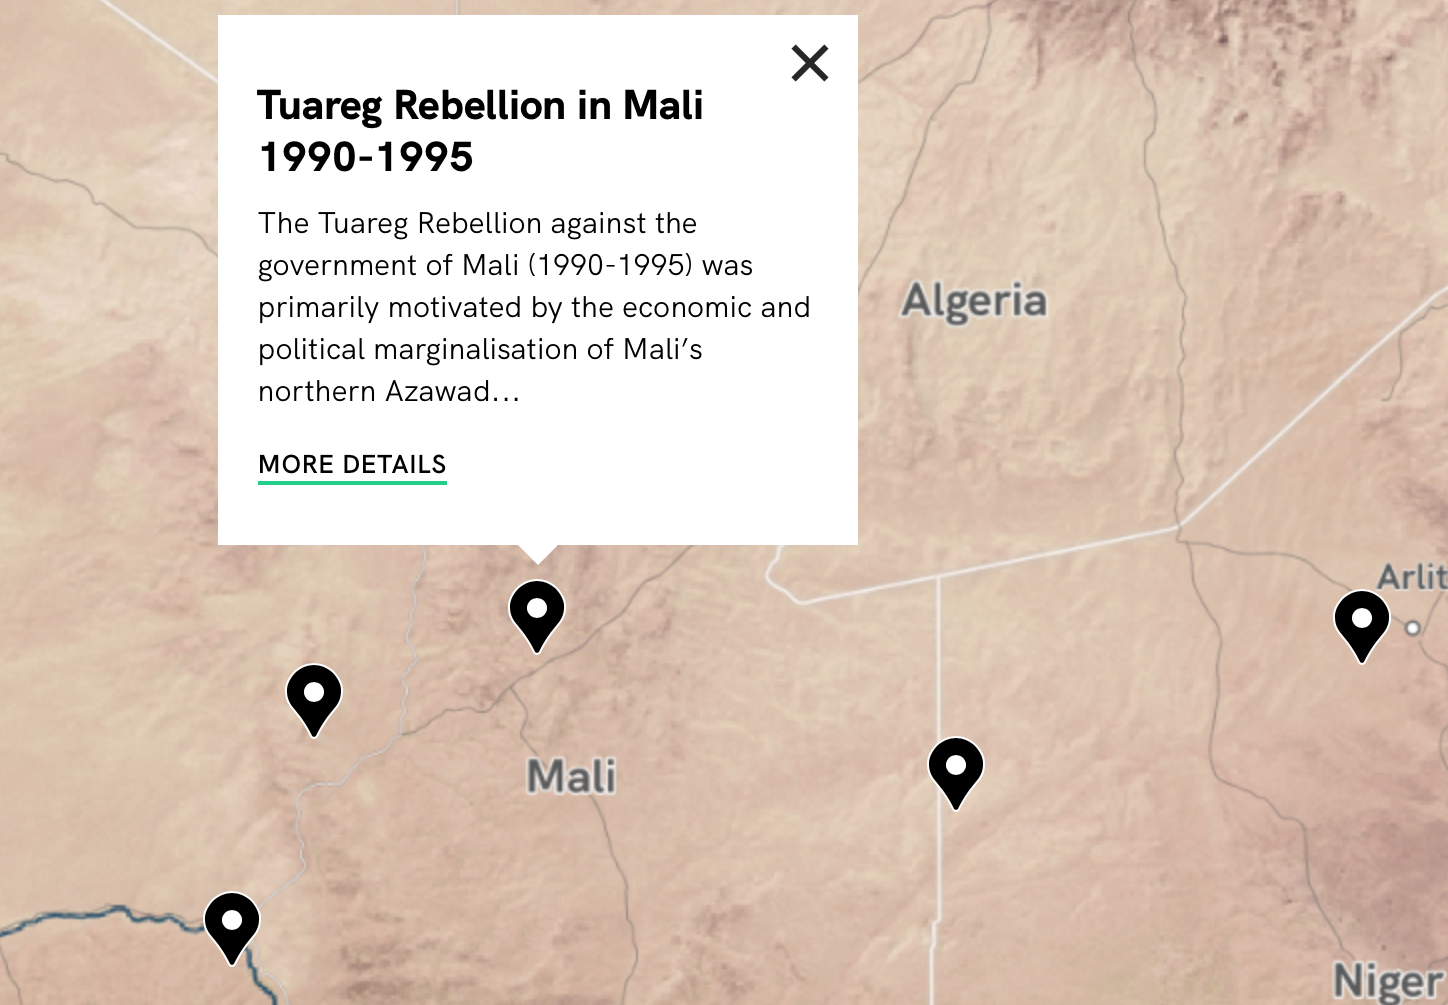 Tuareg Rebellion in Mali
1990-1995
The Tuareg Rebellion against the
government of Mali (1990-1995) was
primarily motivated by the economic and
political marginalisation of Mali’s
northern Azawad...
MORE DETAILS
Algeria
Arlit
Mali
Niger